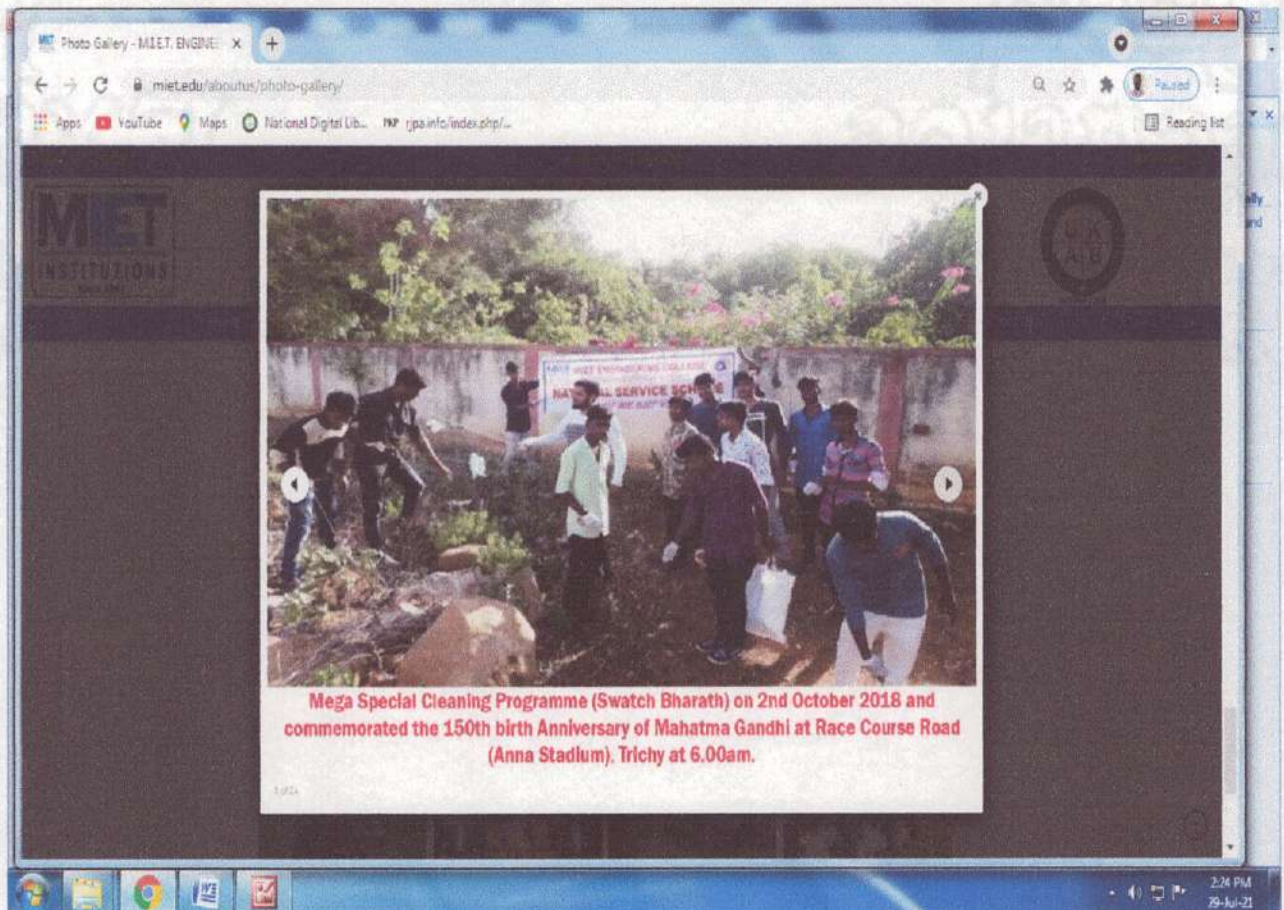 Photo Gallery - M.I.E.T. ENGINE
miet.edu/aboutus/photo-gallery/
Paused
Apps
YouTube
Maps
National Digital Lib...
rjpa.info/index.php/...
Reading list
MIET
INSTITUTIONS
MIET ENGINEERING COLLEGE
NATIONAL SERVICE SCHEME
Mega Special Cleaning Programme (Swatch Bharath) on 2nd October 2018 and
commemorated the 150th birth Anniversary of Mahatma Gandhi at Race Course Road
(Anna Stadium), Trichy at 6.00am.
2:24 PM
29-Jul-21